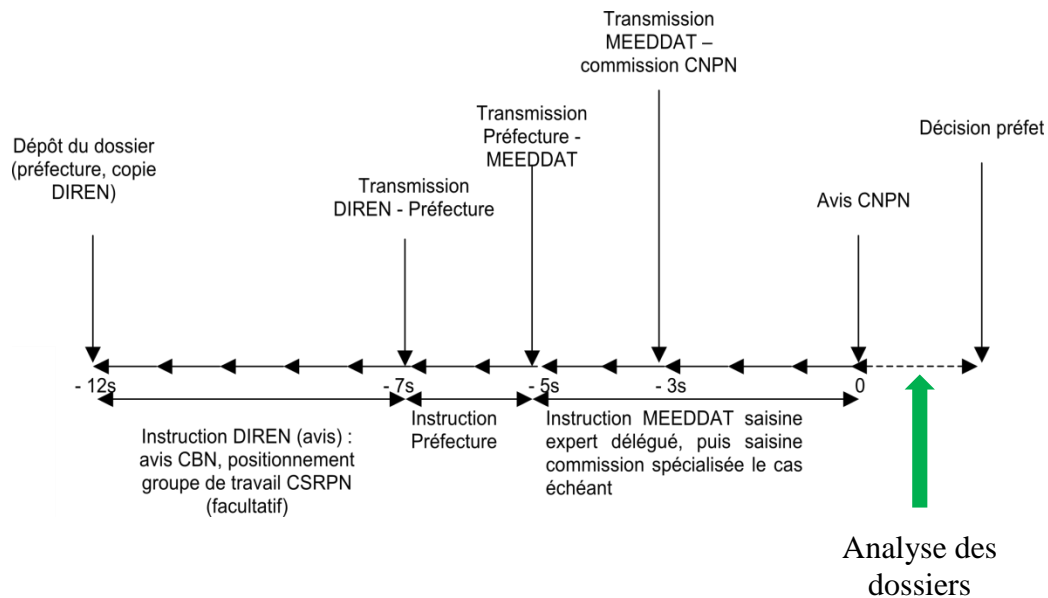 Transmission
MEEDDAT –
commission CNPN
Transmission
Préfecture -
MEEDDAT
Décision préfet
Dépôt du dossier
(préfecture, copie
DIREN)
Transmission
DIREN - Préfecture
Avis CNPN
- 12s
- 7s
- 5s
- 3s
0
Instruction DIREN (avis) :
avis CBN, positionnement
groupe de travail CSRPN
(facultatif)
Instruction
Préfecture
Instruction MEEDDAT saisine
expert délégué, puis saisine
commission spécialisée le cas
échéant
Analyse des
dossiers